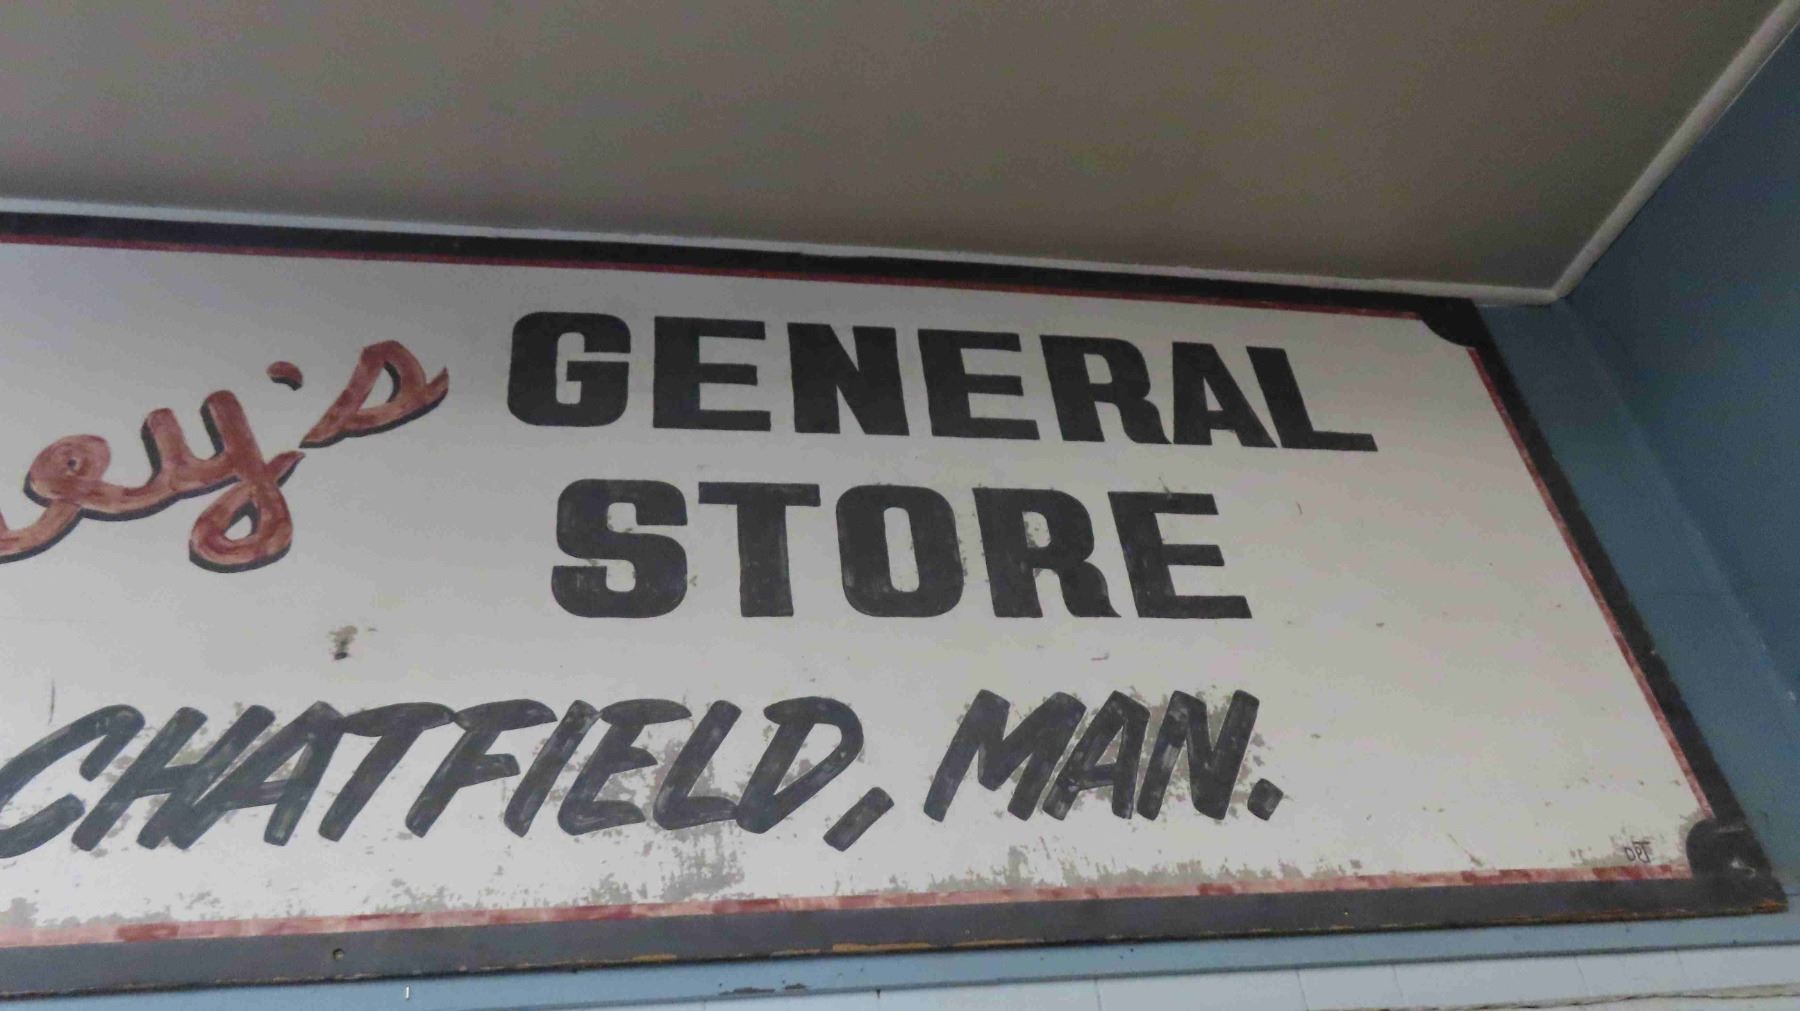 GENERAL
STORE
CHATFIELD, MAN.